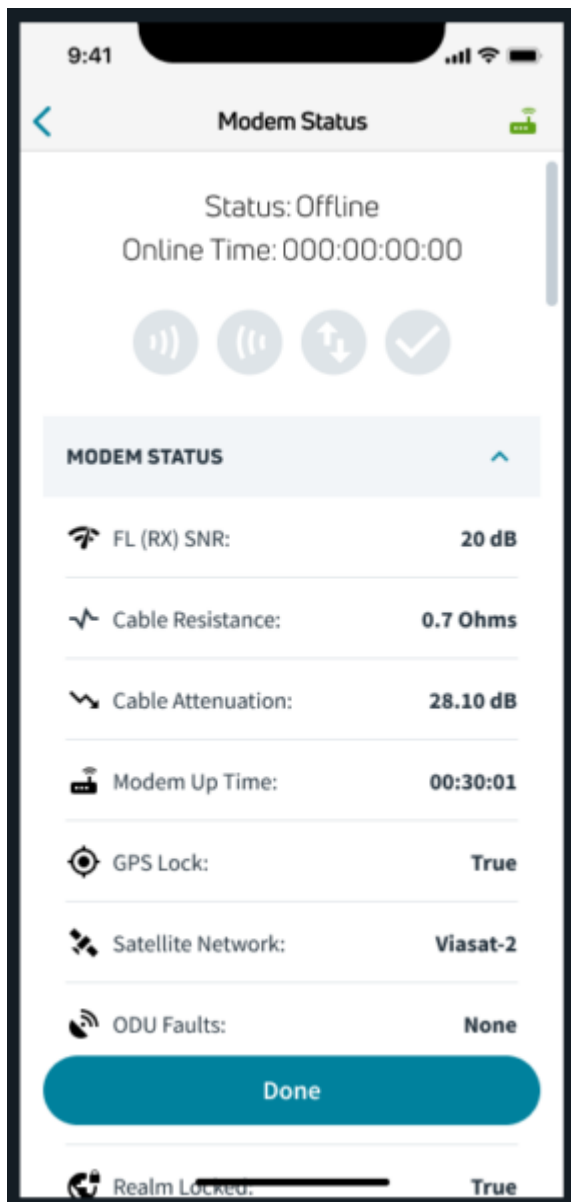 9:41
Modem Status
Status: Offline
Online Time: 000:00:00:00
MODEM STATUS
FL (RX) SNR: 20 dB
Cable Resistance: 0.7 Ohms
Cable Attenuation: 28.10 dB
Modem Up Time: 00:30:01
GPS Lock: True
Satellite Network: Viasat-2
ODU Faults: None
Done
Realm Locked: True